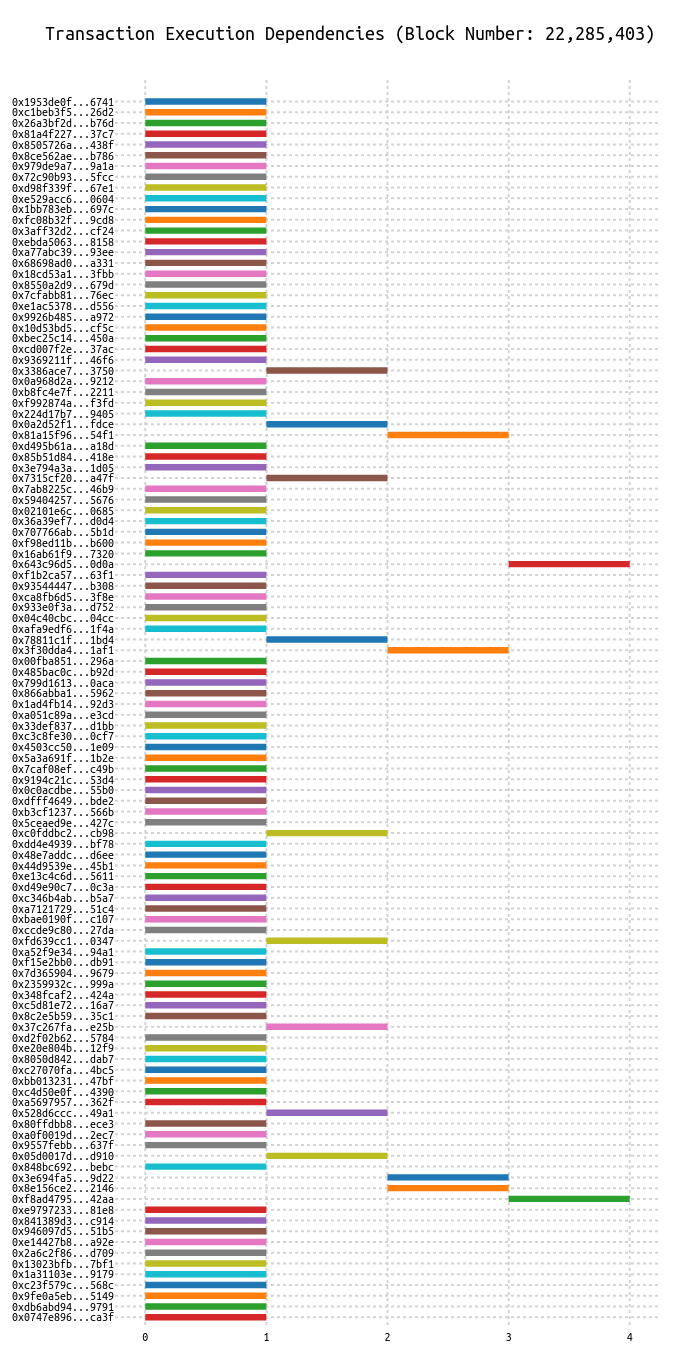 Transaction Execution Dependencies (Block Number: 22,285,403)
0x1953de0f...6741
0xc1beb3f5...26d2
0x26a3bf2d...b76d
0x81a4f227...37c7
0x8505726a...438f
0x8ce562ae...b786
0x979de9a7...9a1a
0x72c90b93...5fcc
0xd98f339f...67e1
0xe529acc6...0604
0x1bb783eb...697c
0xfc08b32f...9cd8
0x3aff32d2...cf24
0xebda5063...8158
0xa77abc39...93ee
0x68698ad0...a331
0x18cd53a1...3fbb
0x8550a2d9...679d
0x7cfabb81...76ec
0xe1ac5378...d556
0x9926b485...a972
0x10d53bd5...cf5c
0xbec25c14...450a
0xcd007f2e...37ac
0x9369211f...46f6
0x3386ace7...3750
0x0a968d2a...9212
0xb8fc4e7f...2211
0xf992874a...f3fd
0x224d17b7...9405
0x0a2d52f1...fdce
0x81a15f96...54f1
0xd495b61a...a18d
0x85b51d84...418e
0x3e794a3a...1d05
0x7315cf20...a47f
0x7ab8225c...46b9
0x59404257...5676
0x02101e6c...0685
0x36a39ef7...d0d4
0x707766ab...5b1d
0xf98ed11b...b600
0x16ab61f9...7320
0x643c96d5...0d0a
0xf1b2ca57...63f1
0x93544447...b308
0xca8fb6d5...3f8e
0x933e0f3a...d752
0x04c40cbc...04cc
0xafa9edf6...1f4a
0x78811c1f...1bd4
0x3f30dda4...1af1
0x00fba851...296a
0x485bac0c...b92d
0x799d1613...0aca
0x866abba1...5962
0x1ad4fb14...92d3
0xa051c89a...e3cd
0x33def837...d1bb
0xc3c8fe30...0cf7
0x4503cc50...1e09
0x5a3a691f...1b2e
0x7caf08ef...c49b
0x9194c21c...53d4
0x0c0acdbe...55b0
0xdfff4649...bde2
0xb3cf1237...566b
0x5ceaed9e...427c
0xc0fddbc2...cb98
0xdd4e4939...bf78
0x48e7addc...d6ee
0x44d9539e...45b1
0xe13c4c6d...5611
0xd49e90c7...0c3a
0xc346b4ab...b5a7
0xa7121729...51c4
0xbae0190f...c107
0xccde9c80...27da
0xfd639cc1...0347
0xa52f9e34...94a1
0xf15e2bb0...db91
0x7d365904...9679
0x2359932c...999a
0x348fcaf2...424a
0xc5d81e72...16a7
0x8c2e5b59...35c1
0x37c267fa...e25b
0xd2f02b62...5784
0xe20e804b...12f9
0x8050d842...dab7
0xc27070fa...4bc5
0xbb013231...47bf
0xc4d50e0f...4390
0xa5697957...362f
0x528d6ccc...49a1
0x80ffdbb8...ece3
0xa0f0019d...2ec7
0x9557febb...637f
0x05d0017d...d910
0x848bc692...bebc
0x3e694fa5...9d22
0x8e156ce2...2146
0xf8ad4795...42aa
0xe9797233...81e8
0x841389d3...c914
0x946097d5...51b5
0xe14427b8...a92e
0x2a6c2f86...d709
0x13023bfb...7bf1
0x1a31103e...9179
0xc23f579c...568c
0x9fe0a5eb...5149
0xdb6abd94...9791
0x0747e896...ca3f
0 1 2 3 4